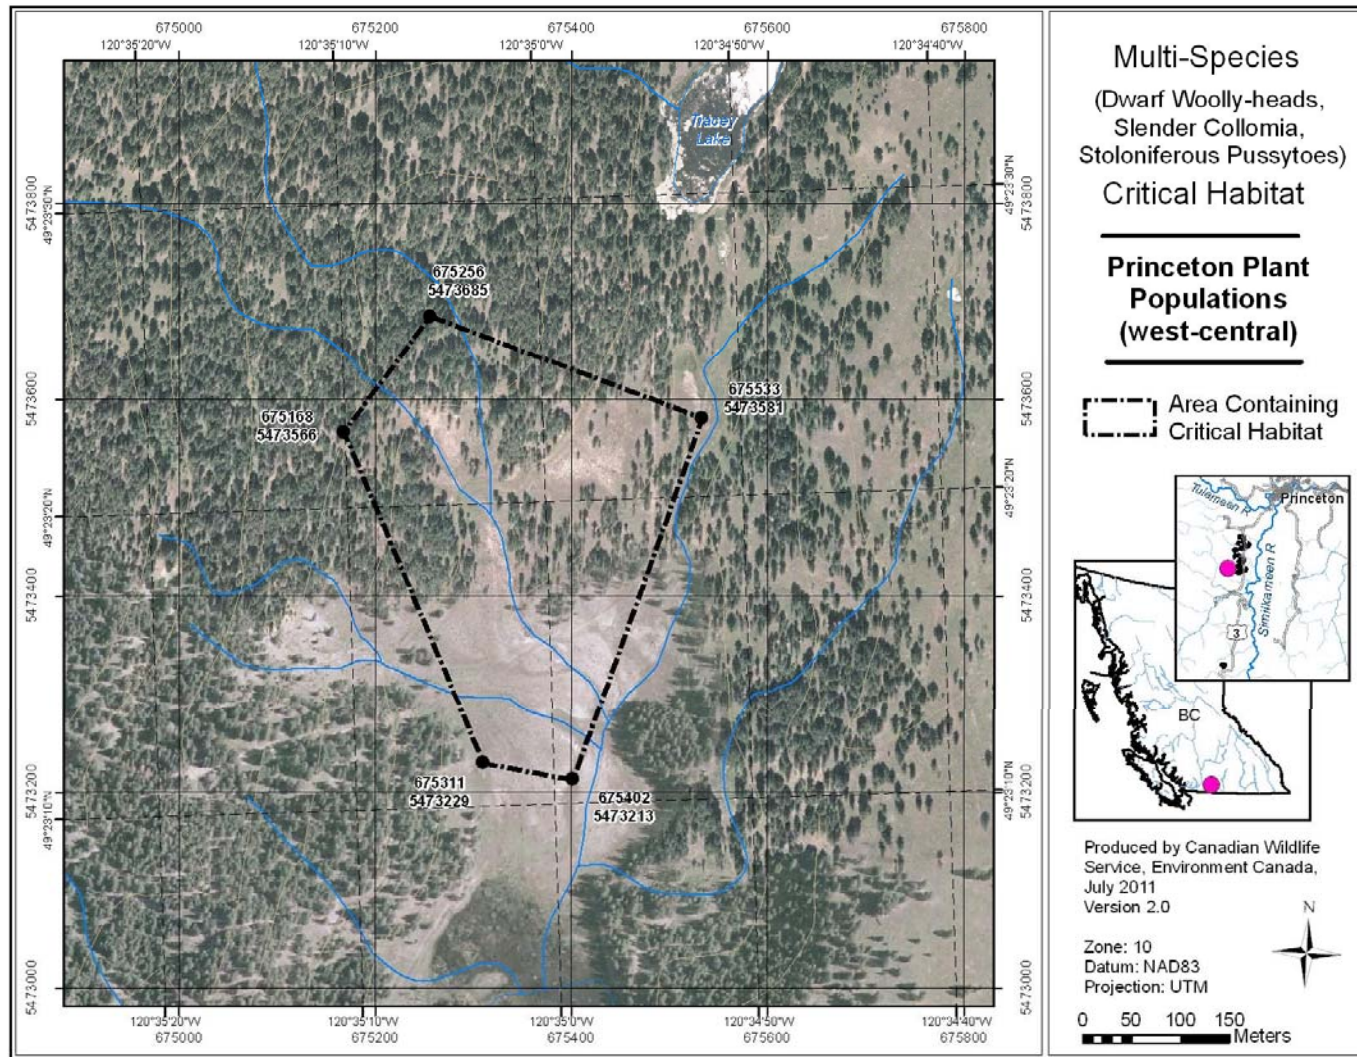 675000
675200
675400
675600
675800
120°35'20"W
120°35'10"W
120°35'0"W
120°34'50"W
120°34'40"W
5473800
49°23'30"N
5473600
49°23'20"N
5473400
5473200
49°23'10"N
5473000
Tracey
Lake
675256
5473685
675168
5473566
675533
5473581
675311
5473229
675402
5473213
49°23'30"N
5473800
5473600
49°23'20"N
5473400
49°23'10"N
5473200
5473000
120°35'20"W
120°35'10"W
120°35'0"W
120°34'50"W
120°34'40"W
675000
675200
675400
675600
675800
Multi-Species
(Dwarf Woolly-heads,
Slender Collomia,
Stoloniferous Pussytoes)
Critical Habitat
Princeton Plant
Populations
(west-central)
Area Containing
Critical Habitat
Tulameen R
Princeton
Similkameen R
3
BC
Produced by Canadian Wildlife
Service, Environment Canada,
July 2011
Version 2.0
N
Zone: 10
Datum: NAD83
Projection: UTM
0 50 100 150
Meters